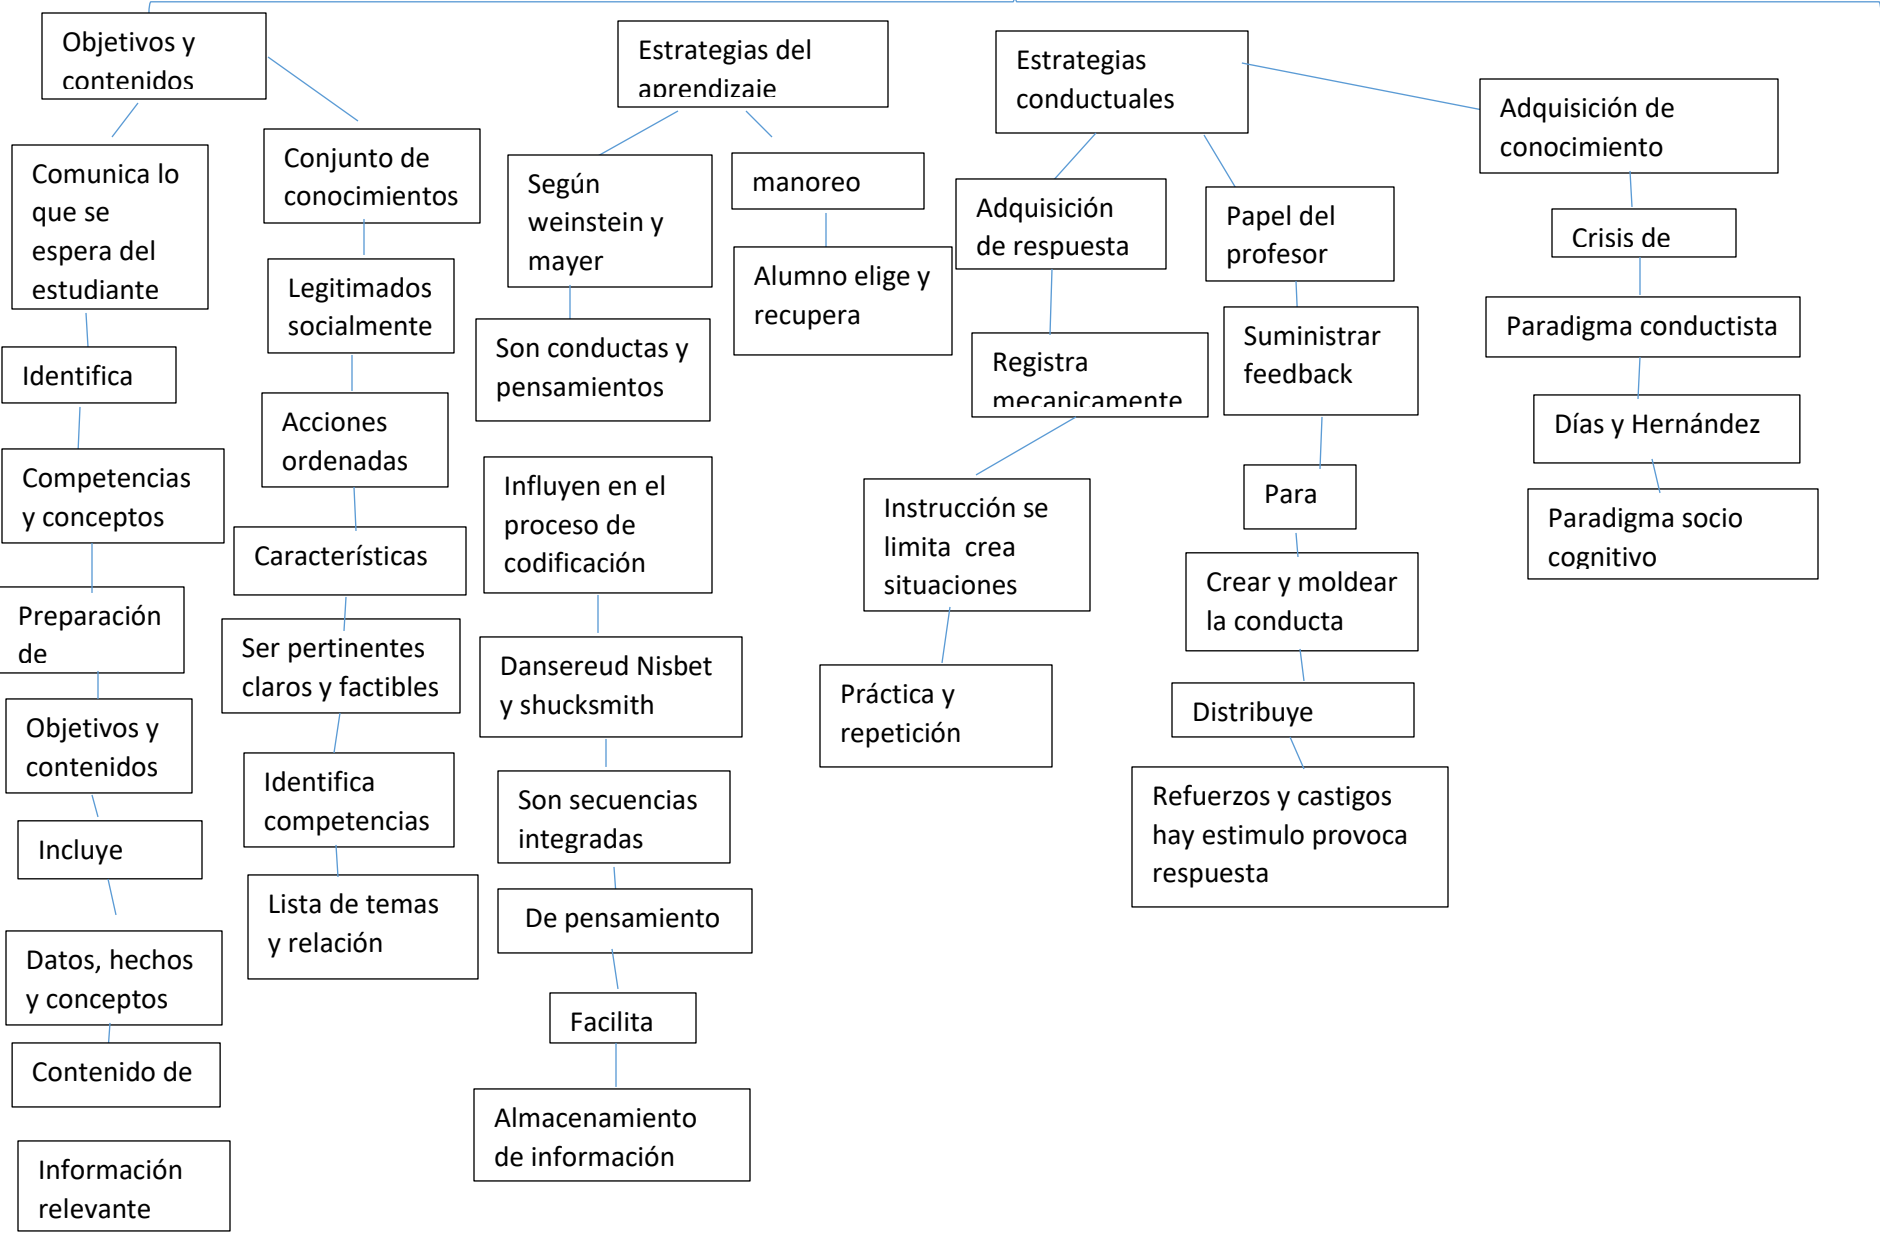 Objetivos y
contenidos
Comunica lo
que se
espera del
estudiante
Identifica
Competencias
y conceptos
Preparación
de
Objetivos y
contenidos
Incluye
Datos, hechos
y conceptos
Contenido de
Información
relevante
Conjunto de
conocimientos
Legitimados
socialmente
Acciones
ordenadas
Características
Ser pertinentes
claros y factibles
Identifica
competencias
Lista de temas
y relación
Estrategias del
aprendizaje
Según
weinstein y
mayer
Son conductas y
pensamientos
Influyen en el
proceso de
codificación
Dansereud Nisbet
y shucksmith
Son secuencias
integradas
De pensamiento
Facilita
Almacenamiento
de información
manoreo
Alumno elige y
recupera
Estrategias
conductuales
Adquisición
de respuesta
Registra
mecanicamente
Instrucción se
limita  crea
situaciones
Práctica y
repetición
Papel del
profesor
Suministrar
feedback
Para
Crear y moldear
la conducta
Distribuye
Refuerzos y castigos
hay estimulo provoca
respuesta
Adquisición de
conocimiento
Crisis de
Paradigma conductista
Días y Hernández
Paradigma socio
cognitivo